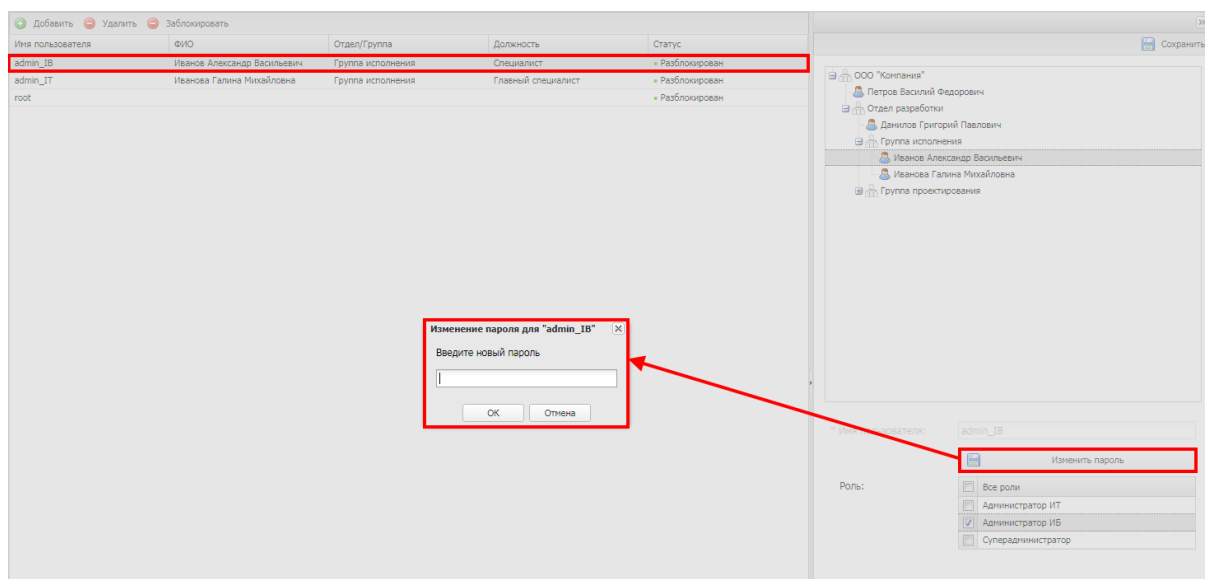 Добавить Удалить Заблокировать
Имя пользователя ФИО Отдел/Группа Должность Статус
admin_IB Иванов Александр Васильевич Группа исполнения Специалист Разблокирован
admin_IT Иванова Галина Михайловна Группа исполнения Главный специалист Разблокирован
root Разблокирован
Сохранить
ООО "Компания"
Петров Василий Федорович
Отдел разработки
Данилов Григорий Павлович
Группа исполнения
Иванов Александр Васильевич
Иванова Галина Михайловна
Группа проектирования
Изменение пароля для "admin_IB"
Введите новый пароль
ОК Отмена
* Имя пользователя: admin_IB
Изменить пароль
Роль:
Все роли
Администратор ИТ
Администратор ИБ
Суперадминистратор